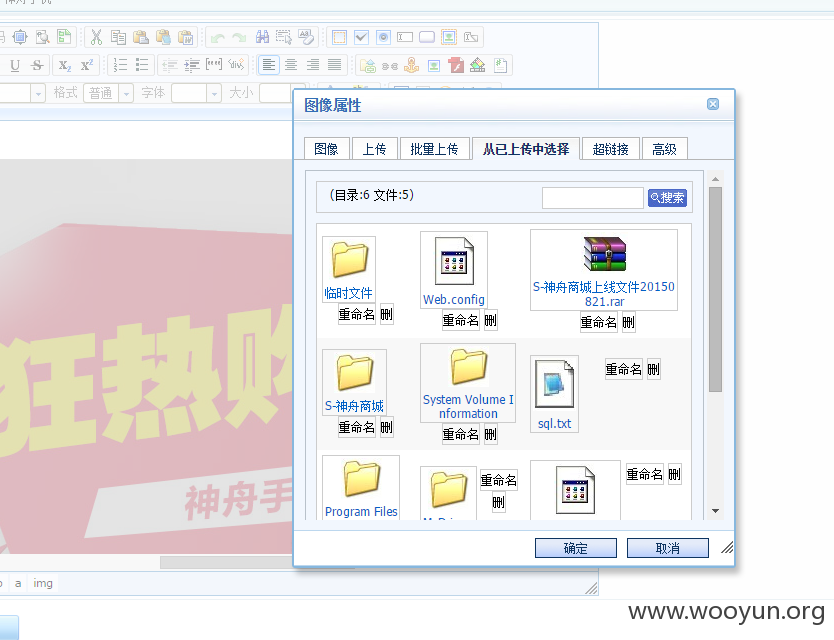 格式
普通
字体
大小
图像属性
图像
上传
批量上传
从已上传中选择
超链接
高级
(目录:6 文件:5)
搜索
临时文件
重命名 删
Web.config
重命名 删
S-神舟商城上线文件20150
821.rar
重命名 删
S-神舟商城
重命名 删
System Volume I
nformation
重命名 删
sql.txt
重命名 删
Program Files
重命名
删
重命名 删
狂热购
神舟手
确定
取消
a
img
www.wooyun.org